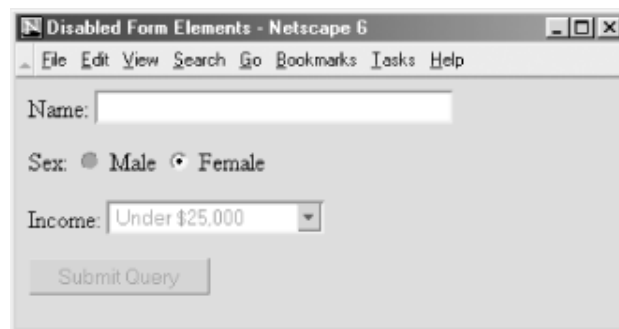 Disabled Form Elements - Netscape 6
File Edit View Search Go Bookmarks Tasks Help
Name:
Sex: Male Female
Income: Under $25,000
Submit Query